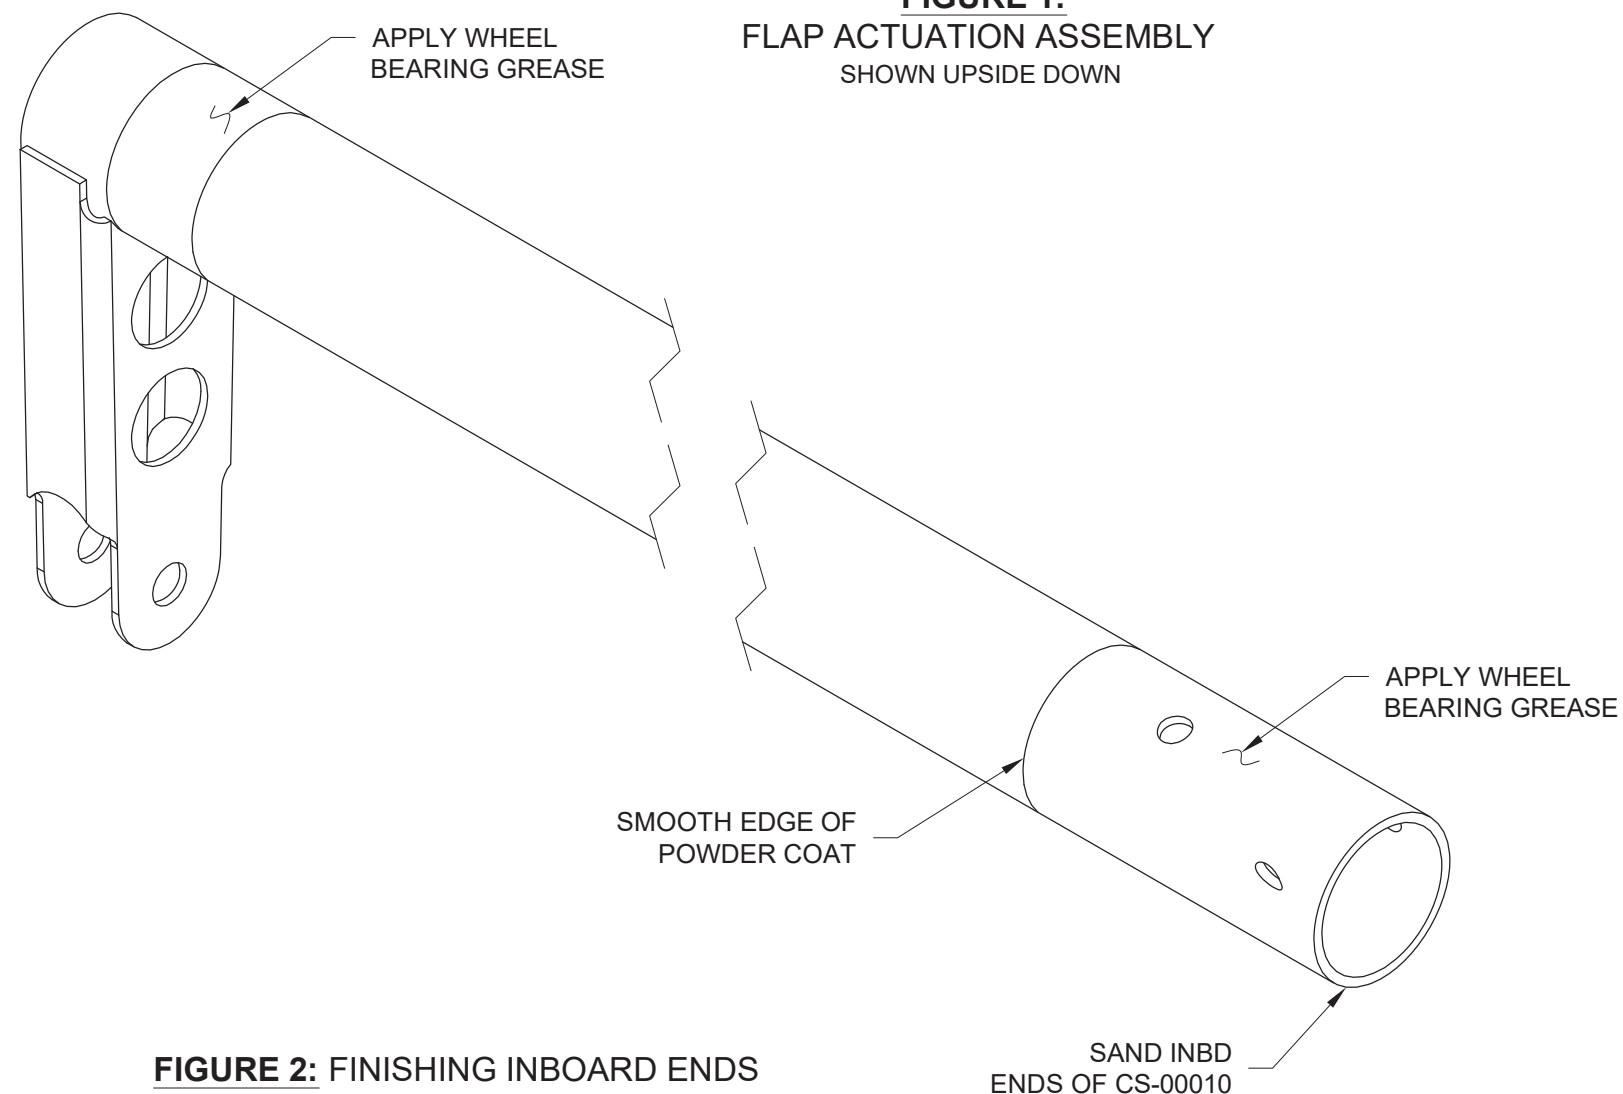 FIGURE 1:
FLAP ACTUATION ASSEMBLY
SHOWN UPSIDE DOWN
APPLY WHEEL
BEARING GREASE
APPLY WHEEL
BEARING GREASE
SMOOTH EDGE OF
POWDER COAT
SAND INBD
ENDS OF CS-00010
FIGURE 2: FINISHING INBOARD ENDS